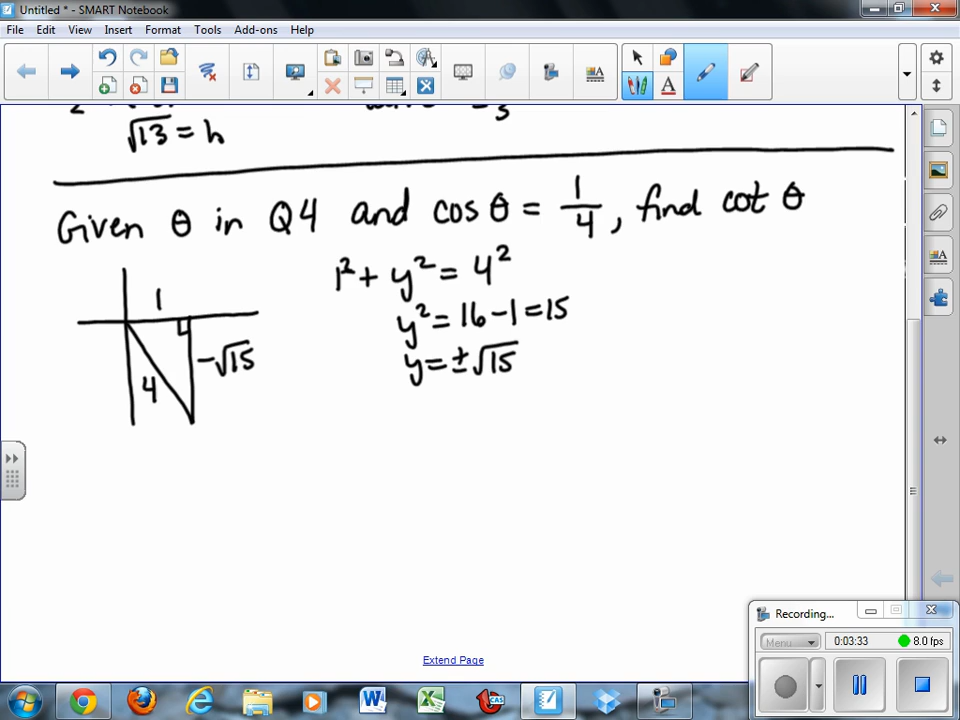 Untitled * - SMART Notebook
File Edit View Insert Format Tools Add-ons Help
√13 = h
Given θ in Q4 and cos θ = 1/4, find cot θ
1² + y² = 4²
y² = 16 - 1 = 15
y = ± √15
1
-√15
4
Extend Page
Recording...
Menu
0:03:33
8.0 fps
CAS